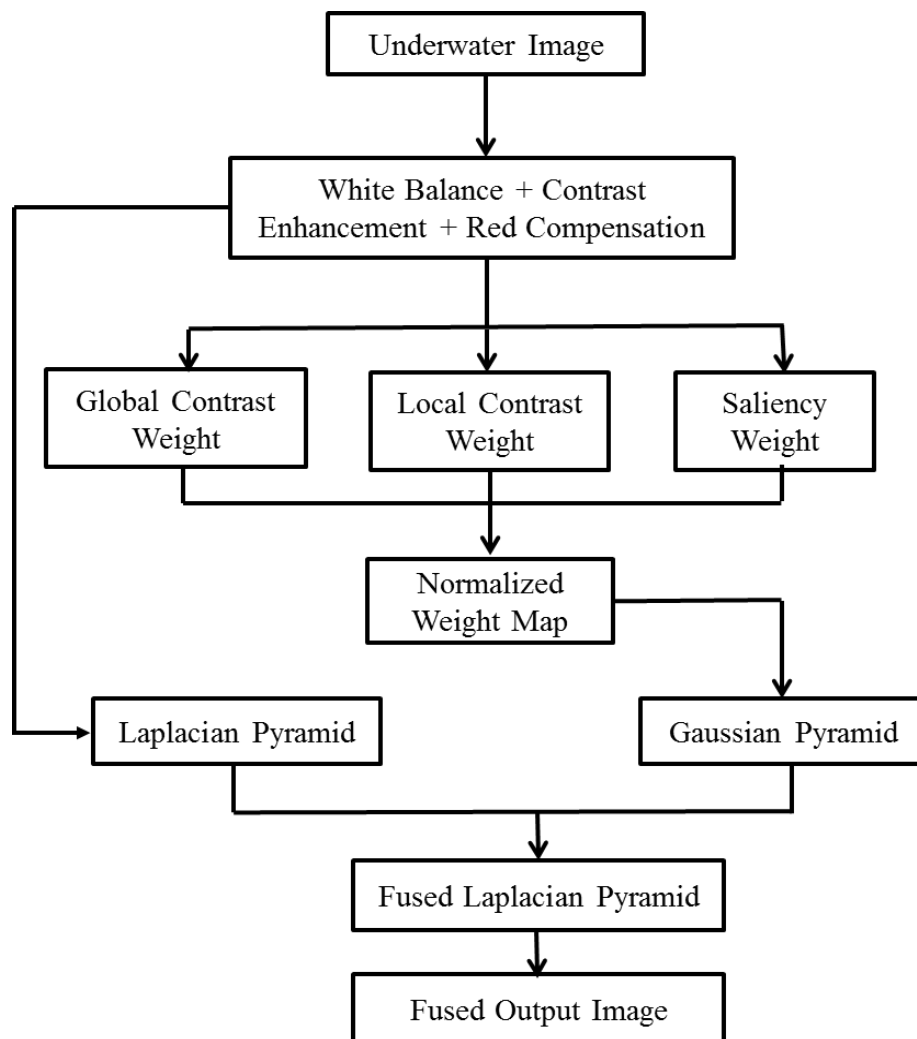 Underwater Image
White Balance + Contrast
Enhancement + Red Compensation
Global Contrast
Weight
Local Contrast
Weight
Saliency
Weight
Normalized
Weight Map
Laplacian Pyramid
Gaussian Pyramid
Fused Laplacian Pyramid
Fused Output Image